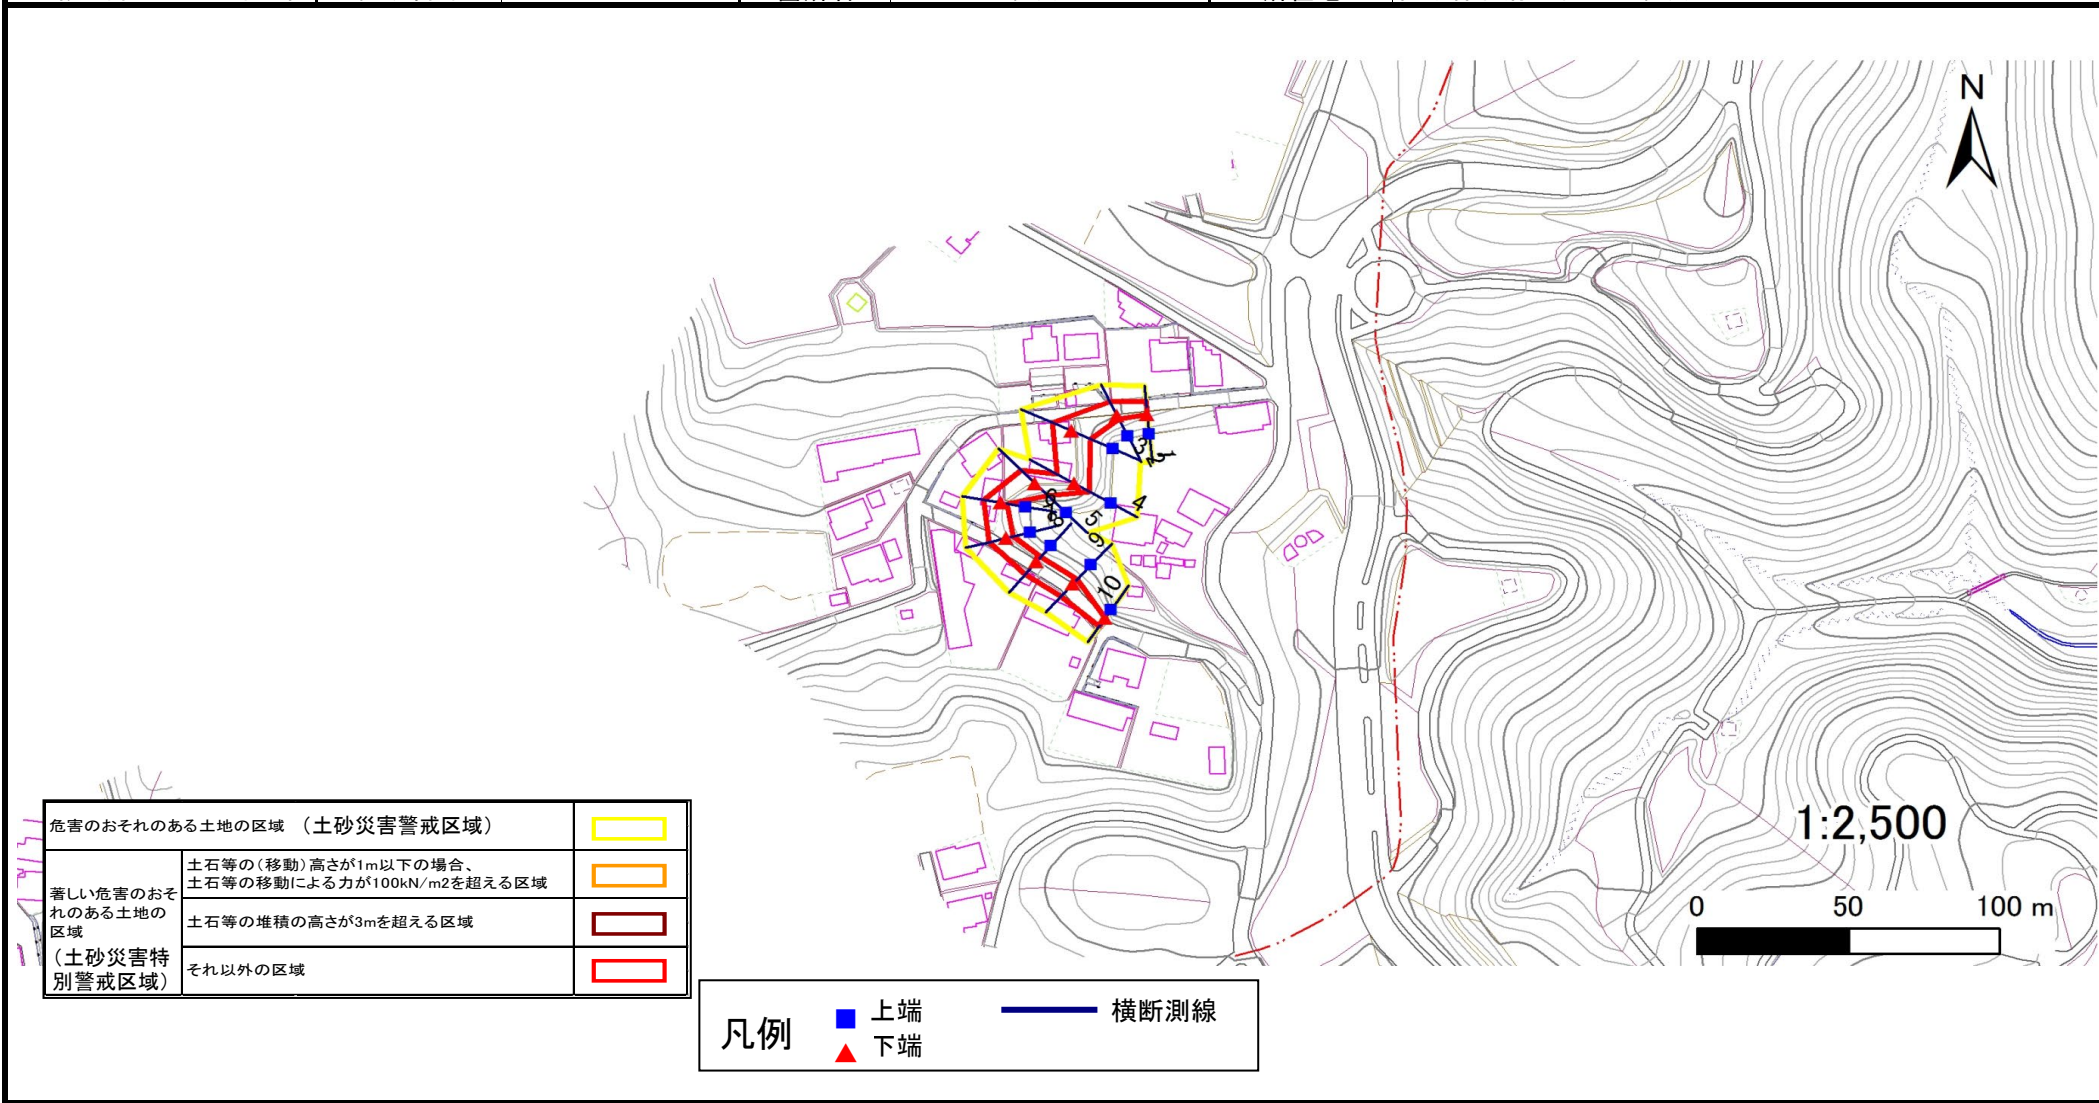 N
1
2
3
4
5
6
10
危害のおそれのある土地の区域 (土砂災害警戒区域)
著しい危害のおそ
れのある土地の
区域
(土砂災害特
別警戒区域)
土石等の(移動)高さが1m以下の場合、
土石等の移動による力が100kN/m2を超える区域
土石等の堆積の高さが3mを超える区域
それ以外の区域
凡例
上端
下端
横断測線
1:2,500
0 50 100 m